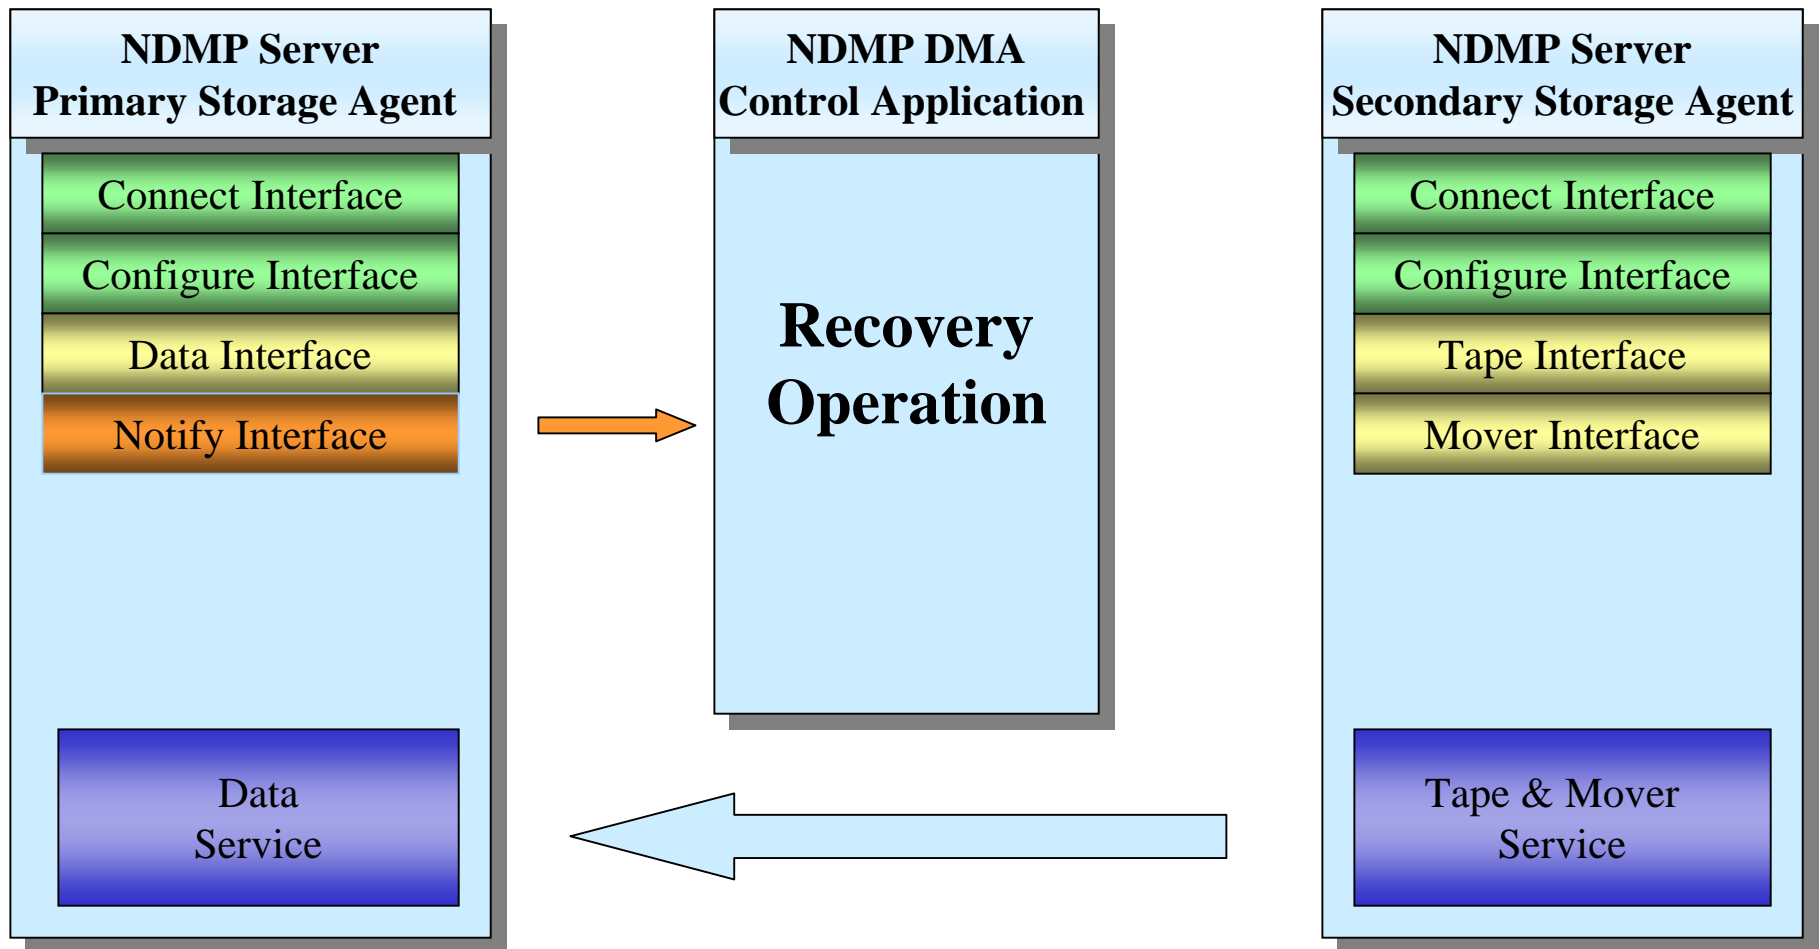 NDMP Server
Primary Storage Agent
Connect Interface
Configure Interface
Data Interface
Notify Interface
Data
Service
NDMP DMA
Control Application
Recovery
Operation
NDMP Server
Secondary Storage Agent
Connect Interface
Configure Interface
Tape Interface
Mover Interface
Tape & Mover
Service